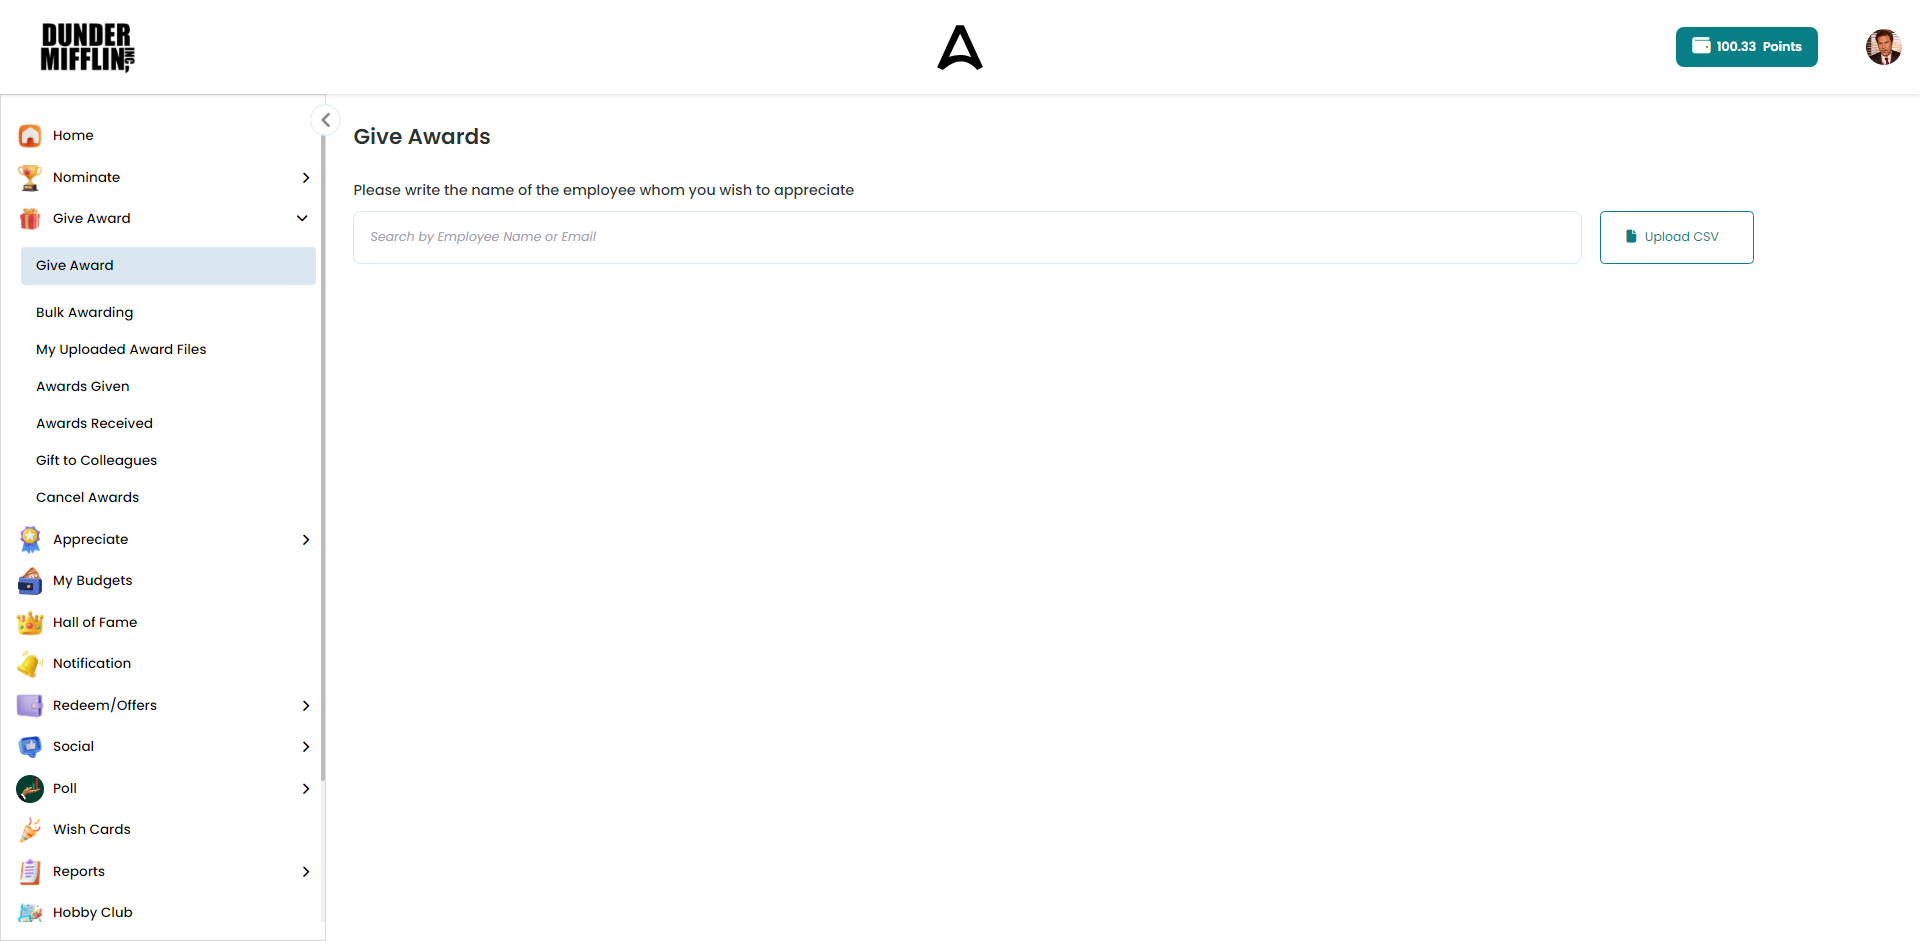 DUNDER
MIFFLIN INC,
100.33 Points
Home
Nominate
Give Award
Give Award
Bulk Awarding
My Uploaded Award Files
Awards Given
Awards Received
Gift to Colleagues
Cancel Awards
Appreciate
My Budgets
Hall of Fame
Notification
Redeem/Offers
Social
Poll
Wish Cards
Reports
Hobby Club
Give Awards
Please write the name of the employee whom you wish to appreciate
Search by Employee Name or Email
Upload CSV